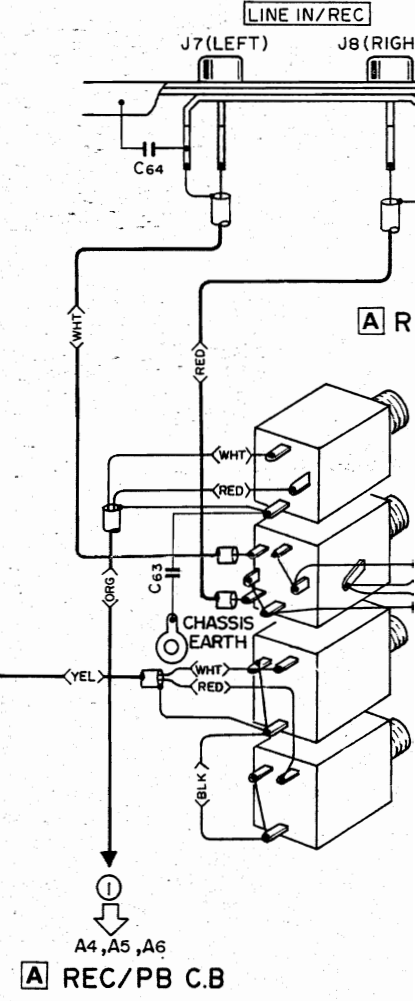 LINE IN/REC
J7(LEFT) J8(RIGH
C64
WHT
RED
A R
WHT
RED
ORG
C63
CHASSIS
EARTH
YEL
WHT
RED
BLK
1
A4,A5,A6
A REC/PB C.B